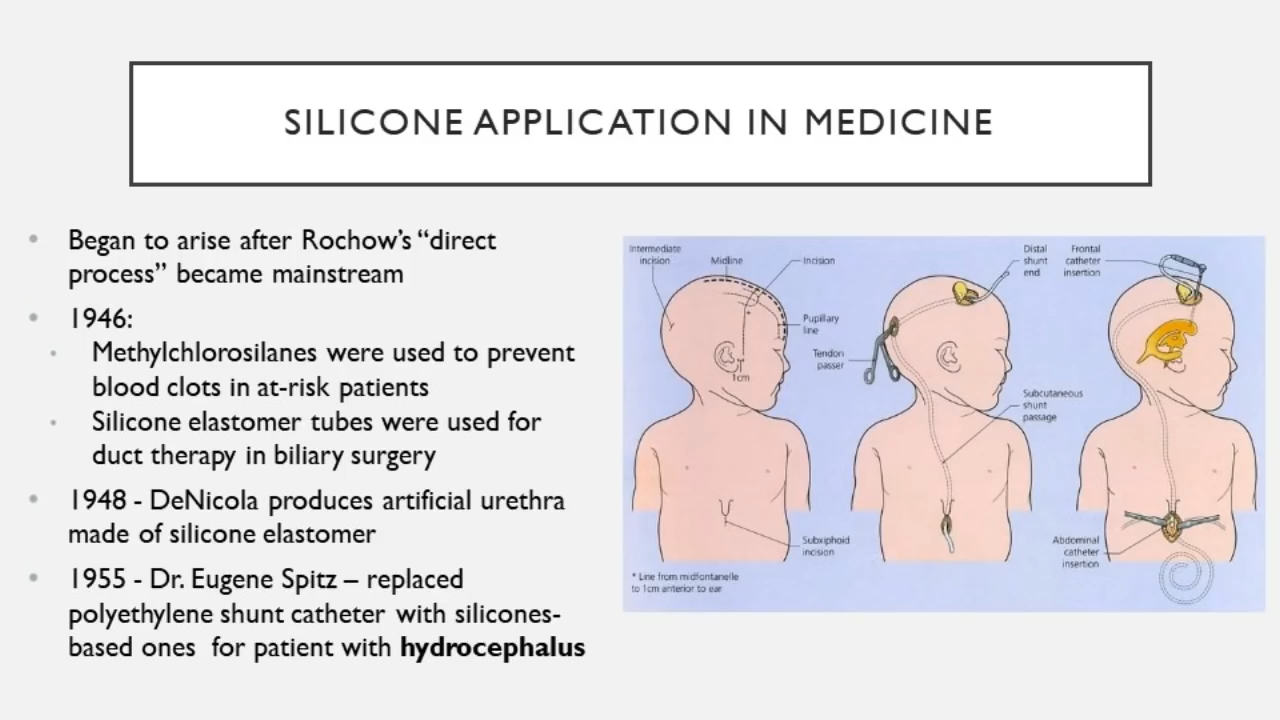 SILICONE APPLICATION IN MEDICINE
• Began to arise after Rochow's “direct
process” became mainstream
• 1946:
• Methylchlorosilanes were used to prevent
blood clots in at-risk patients
• Silicone elastomer tubes were used for
duct therapy in biliary surgery
• 1948 - DeNicola produces artificial urethra
made of silicone elastomer
• 1955 - Dr. Eugene Spitz – replaced
polyethylene shunt catheter with silicones-
based ones for patient with hydrocephalus
Intermediate
incision
Midline
Incision
Pupillary
line
1cm
Subxiphoid
incision
* Line from midfontanelle
to 1cm anterior to ear
Distal
shunt
end
Tendon
passer
Subcutaneous
shunt
passage
Frontal
catheter
insertion
Abdominal
catheter
insertion